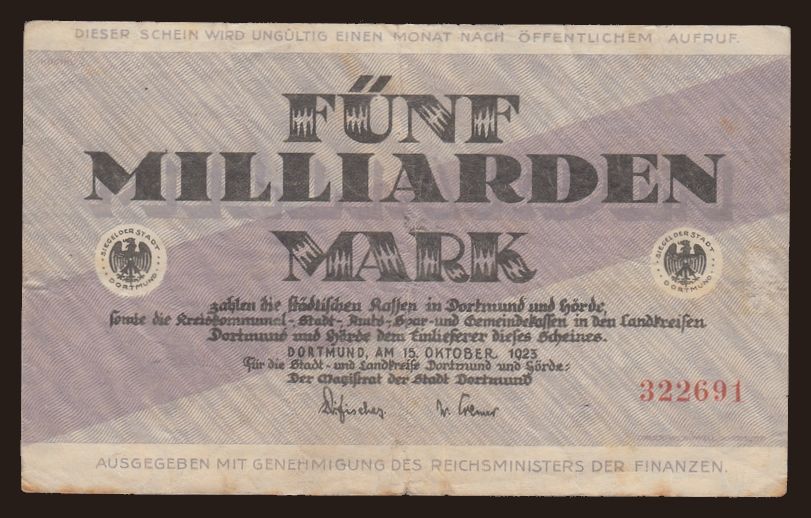 DIESER SCHEIN WIRD UNGÜLTIG EINEN MONAT NACH ÖFFENTLICHEM AUFRUF.
FÜNF
MILLIARDEN
MARK
SIEGEL DER STADT DORTMUND
SIEGEL DER STADT DORTMUND
zahlen die städtischen Kassen in Dortmund und Hörde,
sowie die Kreiskommunal-, Stadt-, Amts-, Spar- und Gemeindekassen in den Landkreisen
Dortmund und Hörde dem Einlieferer dieses Scheines.
DORTMUND, AM 15. OKTOBER 1923
Für die Stadt- und Landkreise Dortmund und Hörde:
Der Magistrat der Stadt Dortmund
322691
AUSGEGEBEN MIT GENEHMIGUNG DES REICHSMINISTERS DER FINANZEN.